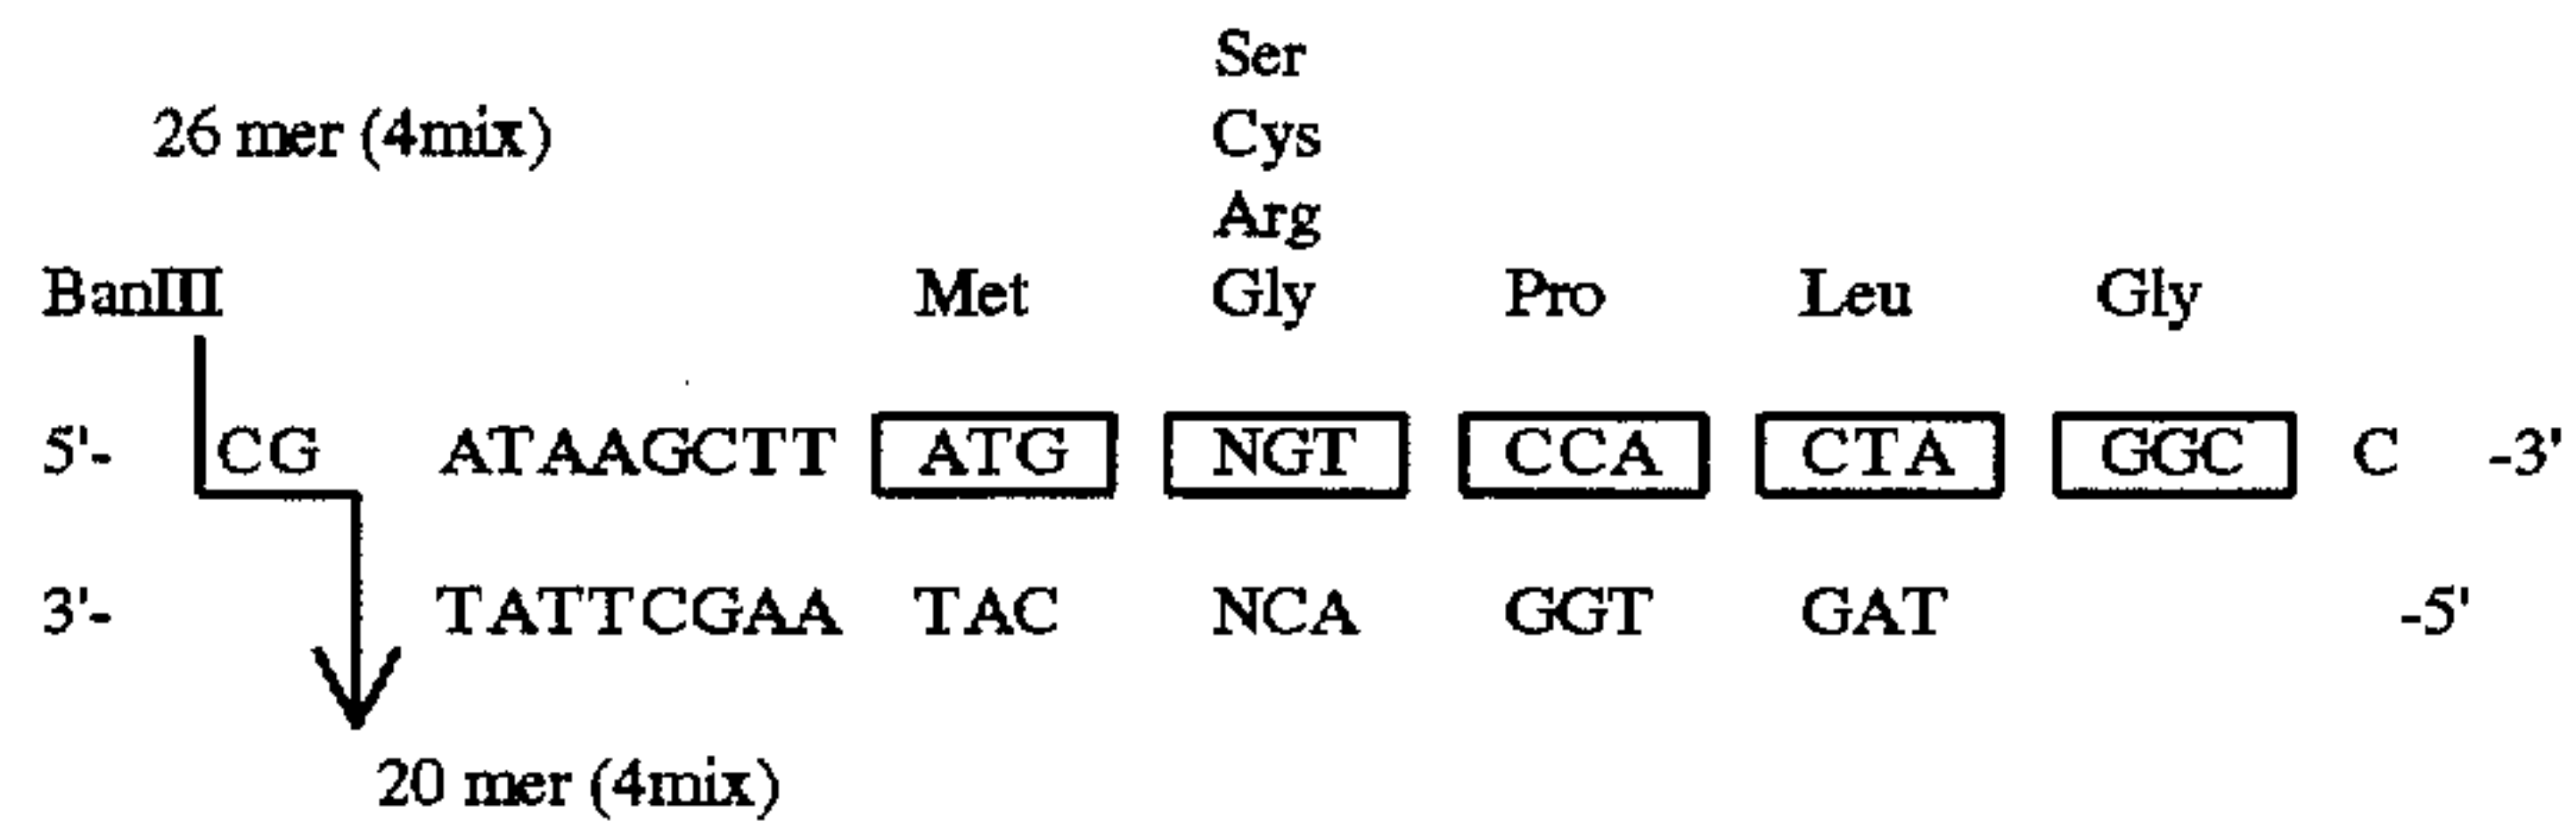 Ser
26 mer (4mix) Cys
Arg
BanIII Met Gly Pro Leu Gly
5'- CG ATAAGCTT ATG NGT CCA CTA GGC C -3'
3'- TATTCGAA TAC NCA GGT GAT -5'
20 mer (4mix)